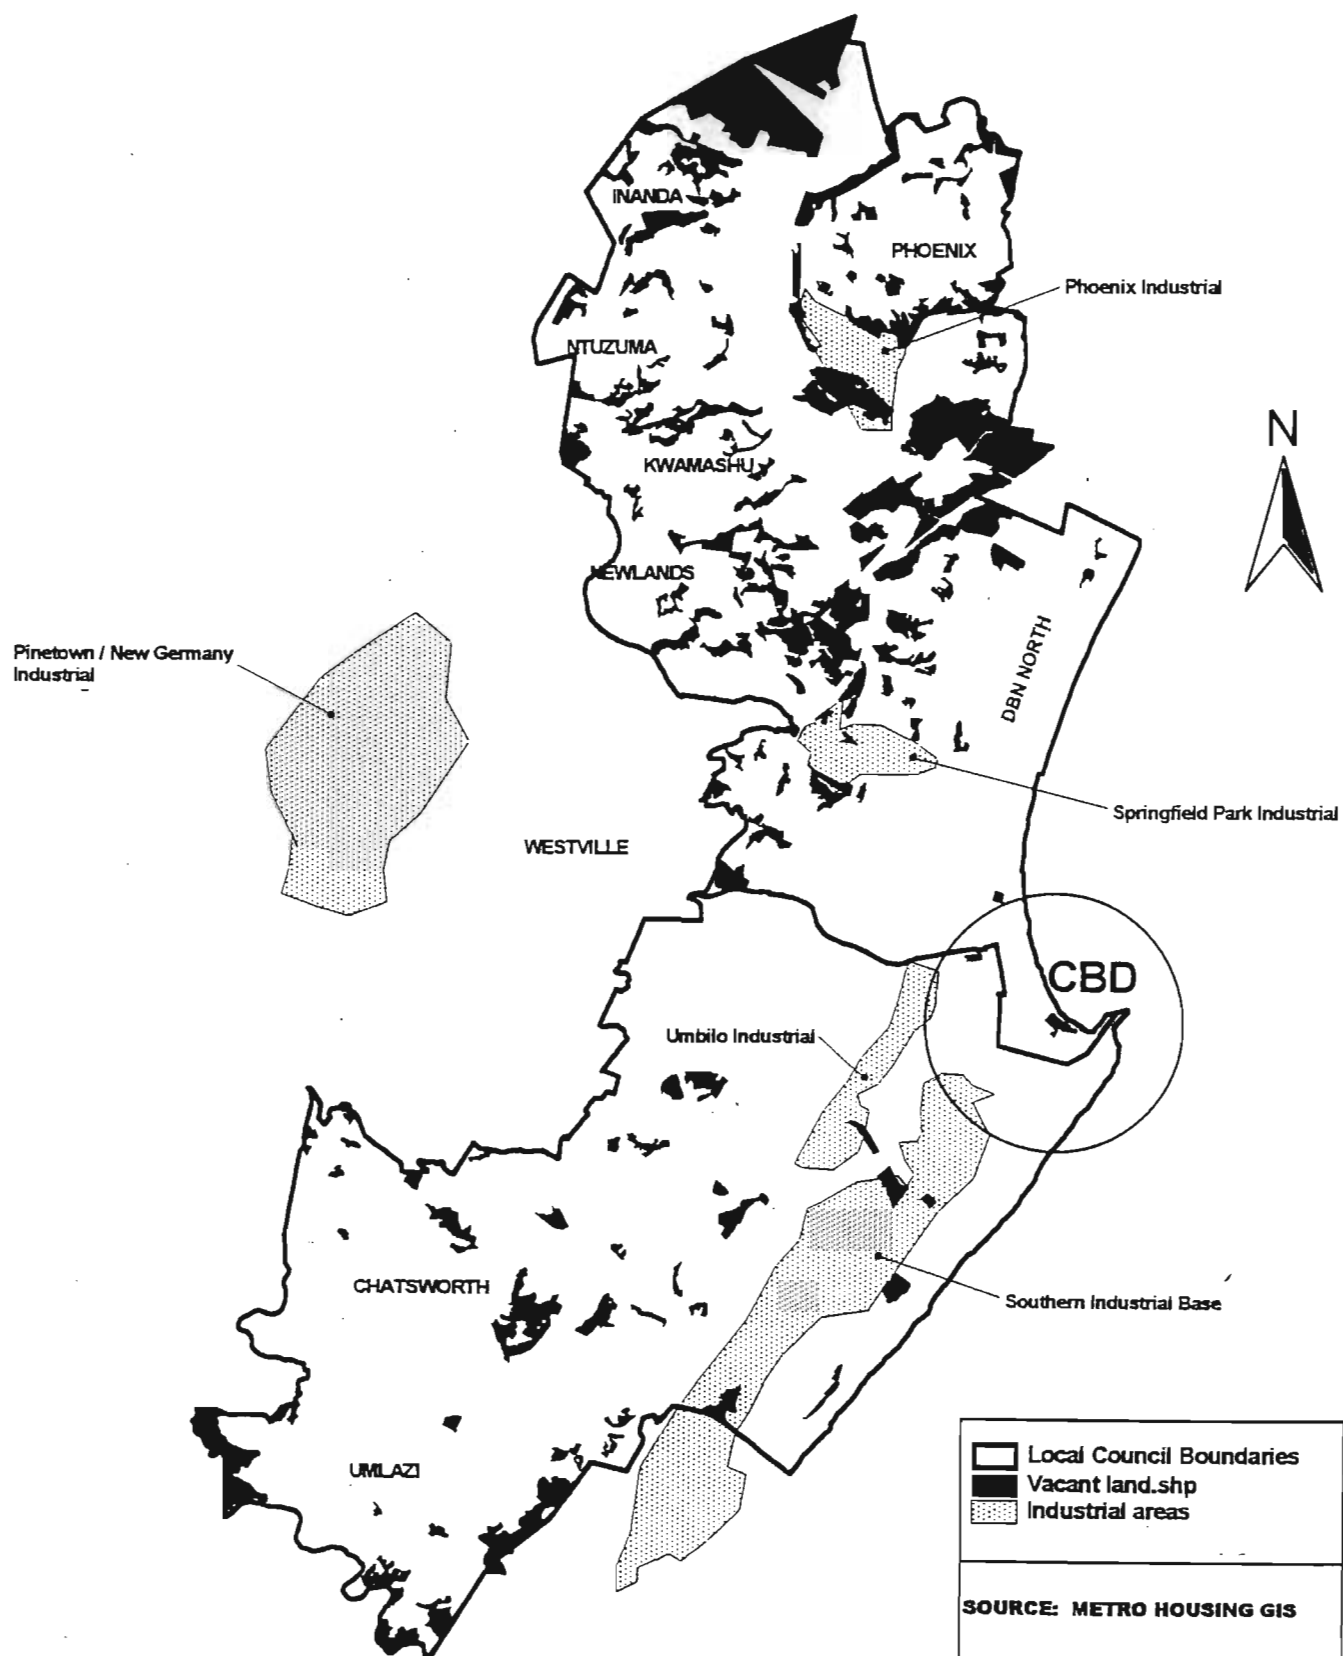 INANDA
PHOENIX
Phoenix Industrial
NTUZUMA
N
KWAMASHU
NEWLANDS
Pinetown / New Germany
Industrial
DBN NORTH
Springfield Park Industrial
WESTVILLE
CBD
Umbilo Industrial
CHATSWORTH
Southern Industrial Base
UMLAZI
Local Council Boundaries
Vacant land.shp
Industrial areas
SOURCE: METRO HOUSING GIS